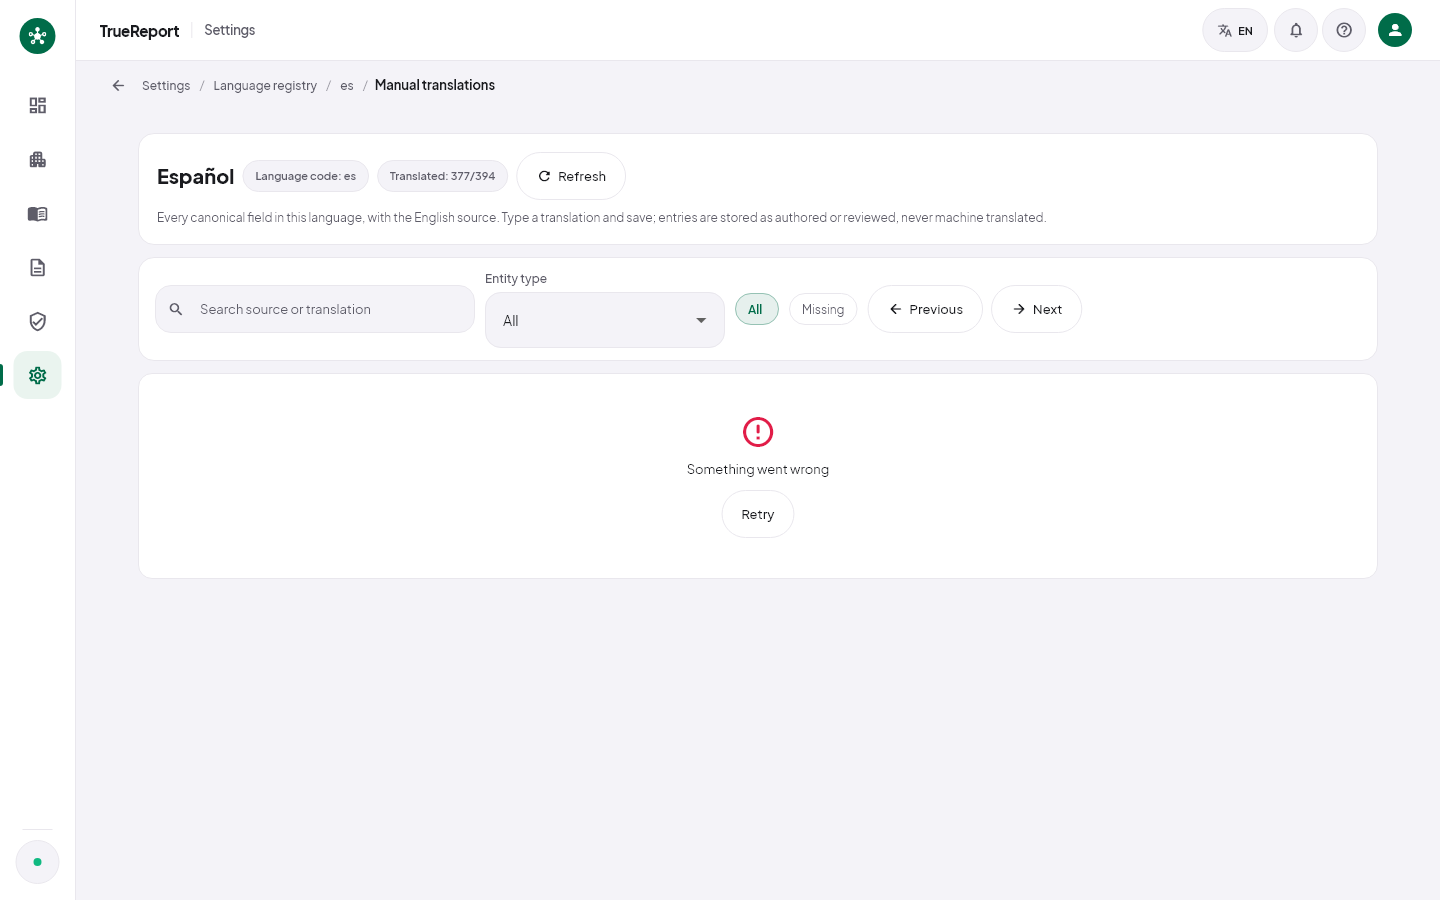 TrueReport
Settings
EN
Settings / Language registry / es / Manual translations
Español
Language code: es
Translated: 377/394
Refresh
Every canonical field in this language, with the English source. Type a translation and save; entries are stored as authored or reviewed, never machine translated.
Entity type
Search source or translation
All
All
Missing
Previous
Next
Something went wrong
Retry